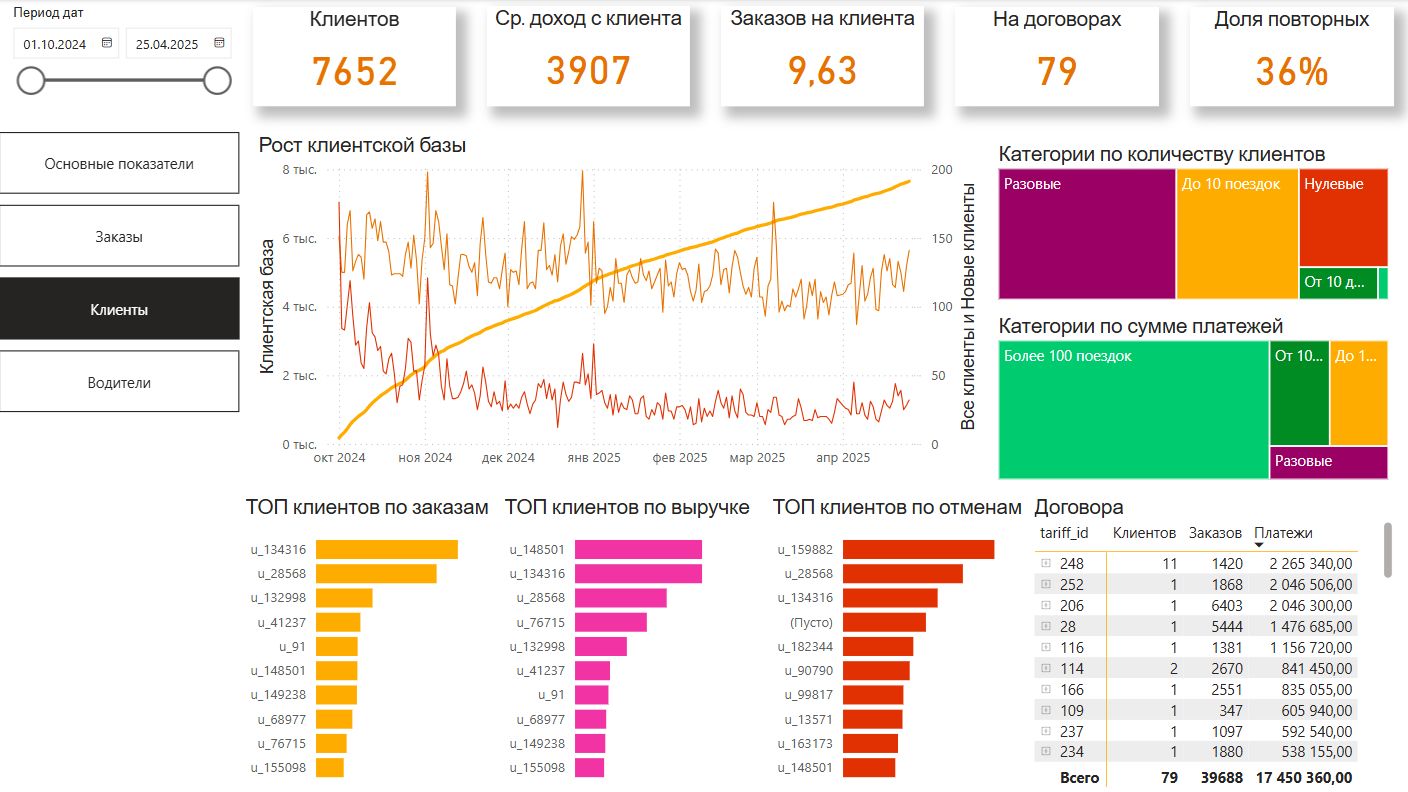 Период дат
01.10.2024
25.04.2025
Клиентов
7652
Ср. доход с клиента
3907
Заказов на клиента
9,63
На договорах
79
Доля повторных
36%
Основные показатели
Заказы
Клиенты
Водители
Рост клиентской базы
Клиентская база
8 тыс.
6 тыс.
4 тыс.
2 тыс.
0 тыс.
200
150
100
50
0
Все клиенты и Новые клиенты
окт 2024
ноя 2024
дек 2024
янв 2025
фев 2025
мар 2025
апр 2025
Категории по количеству клиентов
Разовые
До 10 поездок
Нулевые
От 10 д...
Категории по сумме платежей
Более 100 поездок
От 10...
До 1...
Разовые
ТОП клиентов по заказам
u_134316
u_28568
u_132998
u_41237
u_91
u_148501
u_149238
u_68977
u_76715
u_155098
ТОП клиентов по выручке
u_148501
u_134316
u_28568
u_76715
u_132998
u_41237
u_91
u_68977
u_149238
u_155098
ТОП клиентов по отменам
u_159882
u_28568
u_134316
(Пусто)
u_182344
u_90790
u_99817
u_13571
u_163173
u_148501
Договора
tariff_id Клиентов Заказов Платежи
248 11 1420 2 265 340,00
252 1 1868 2 046 506,00
206 1 6403 2 046 300,00
28 1 5444 1 476 685,00
116 1 1381 1 156 720,00
114 2 2670 841 450,00
166 1 2551 835 055,00
109 1 347 605 940,00
237 1 1097 592 540,00
234 1 1880 538 155,00
Всего 79 39688 17 450 360,00